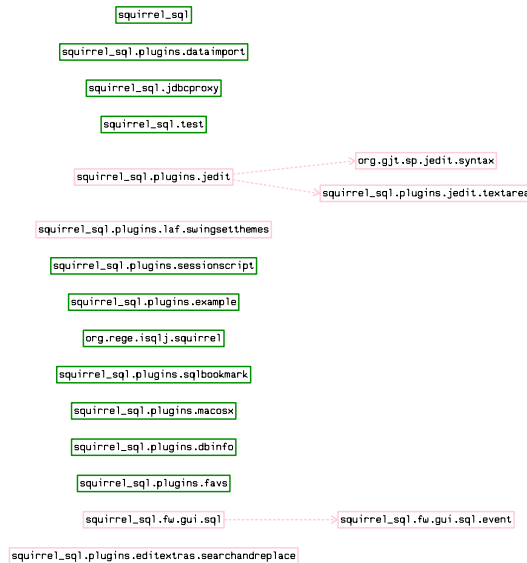 squirrel_sql
squirrel_sql.plugins.dataimport
squirrel_sql.jdbcproxy
squirrel_sql.test
org.gjt.sp.jedit.syntax
squirrel_sql.plugins.jedit
squirrel_sql.plugins.jedit.textarea
squirrel_sql.plugins.laf.swingsetthemes
squirrel_sql.plugins.sessionscript
squirrel_sql.plugins.example
org.rege.isqlj.squirrel
squirrel_sql.plugins.sqlbookmark
squirrel_sql.plugins.macosx
squirrel_sql.plugins.dbinfo
squirrel_sql.plugins.favs
squirrel_sql.fw.gui.sql
squirrel_sql.fw.gui.sql.event
squirrel_sql.plugins.editextras.searchandreplace